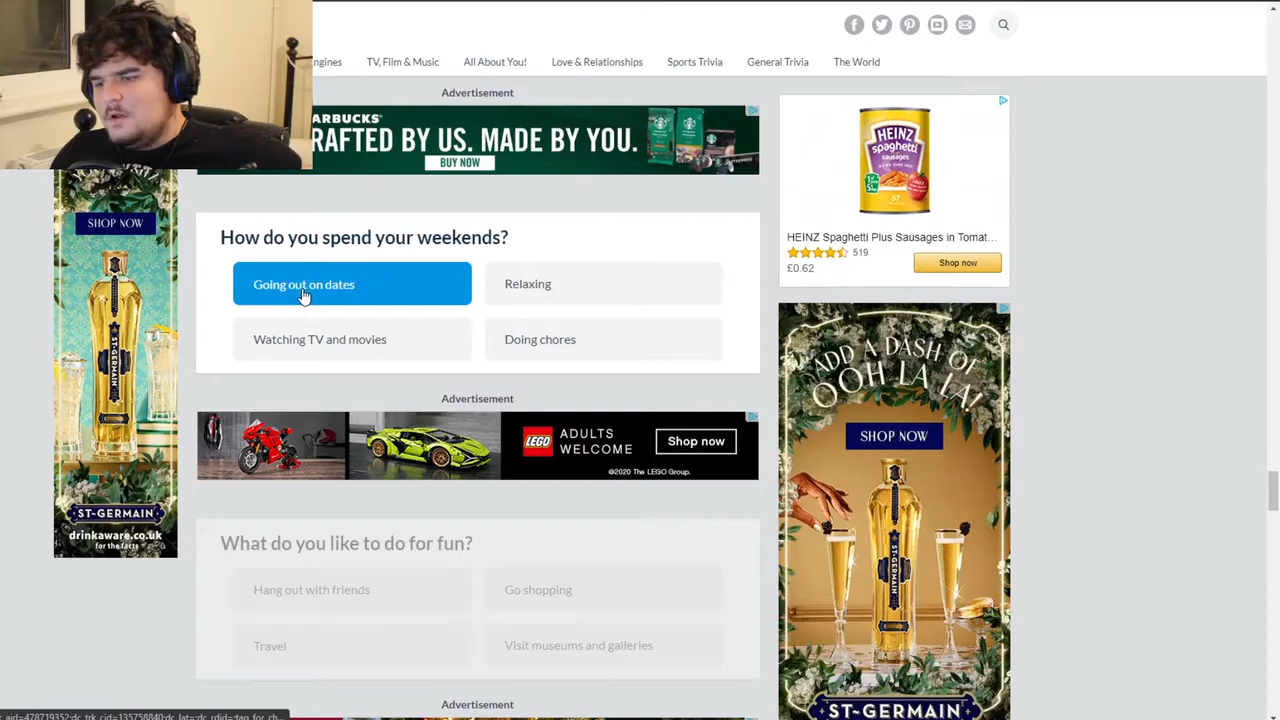 TV, Film & Music
All About You!
Love & Relationships
Sports Trivia
General Trivia
The World
Advertisement
RAFTED BY US. MADE BY YOU.
BUY NOW
SHOP NOW
ST-GERMAIN
drinkaware.co.uk
for the facts
How do you spend your weekends?
Going out on dates
Relaxing
Watching TV and movies
Doing chores
Advertisement
LEGO
ADULTS
WELCOME
Shop now
©2020 The LEGO Group.
What do you like to do for fun?
Hang out with friends
Go shopping
Travel
Visit museums and galleries
Advertisement
HEINZ
spaghetti
sausages
HEINZ Spaghetti Plus Sausages in Tomat...
519
£0.62
Shop now
ADD A DASH OF
OOH LA LA!
SHOP NOW
ST-GERMAIN